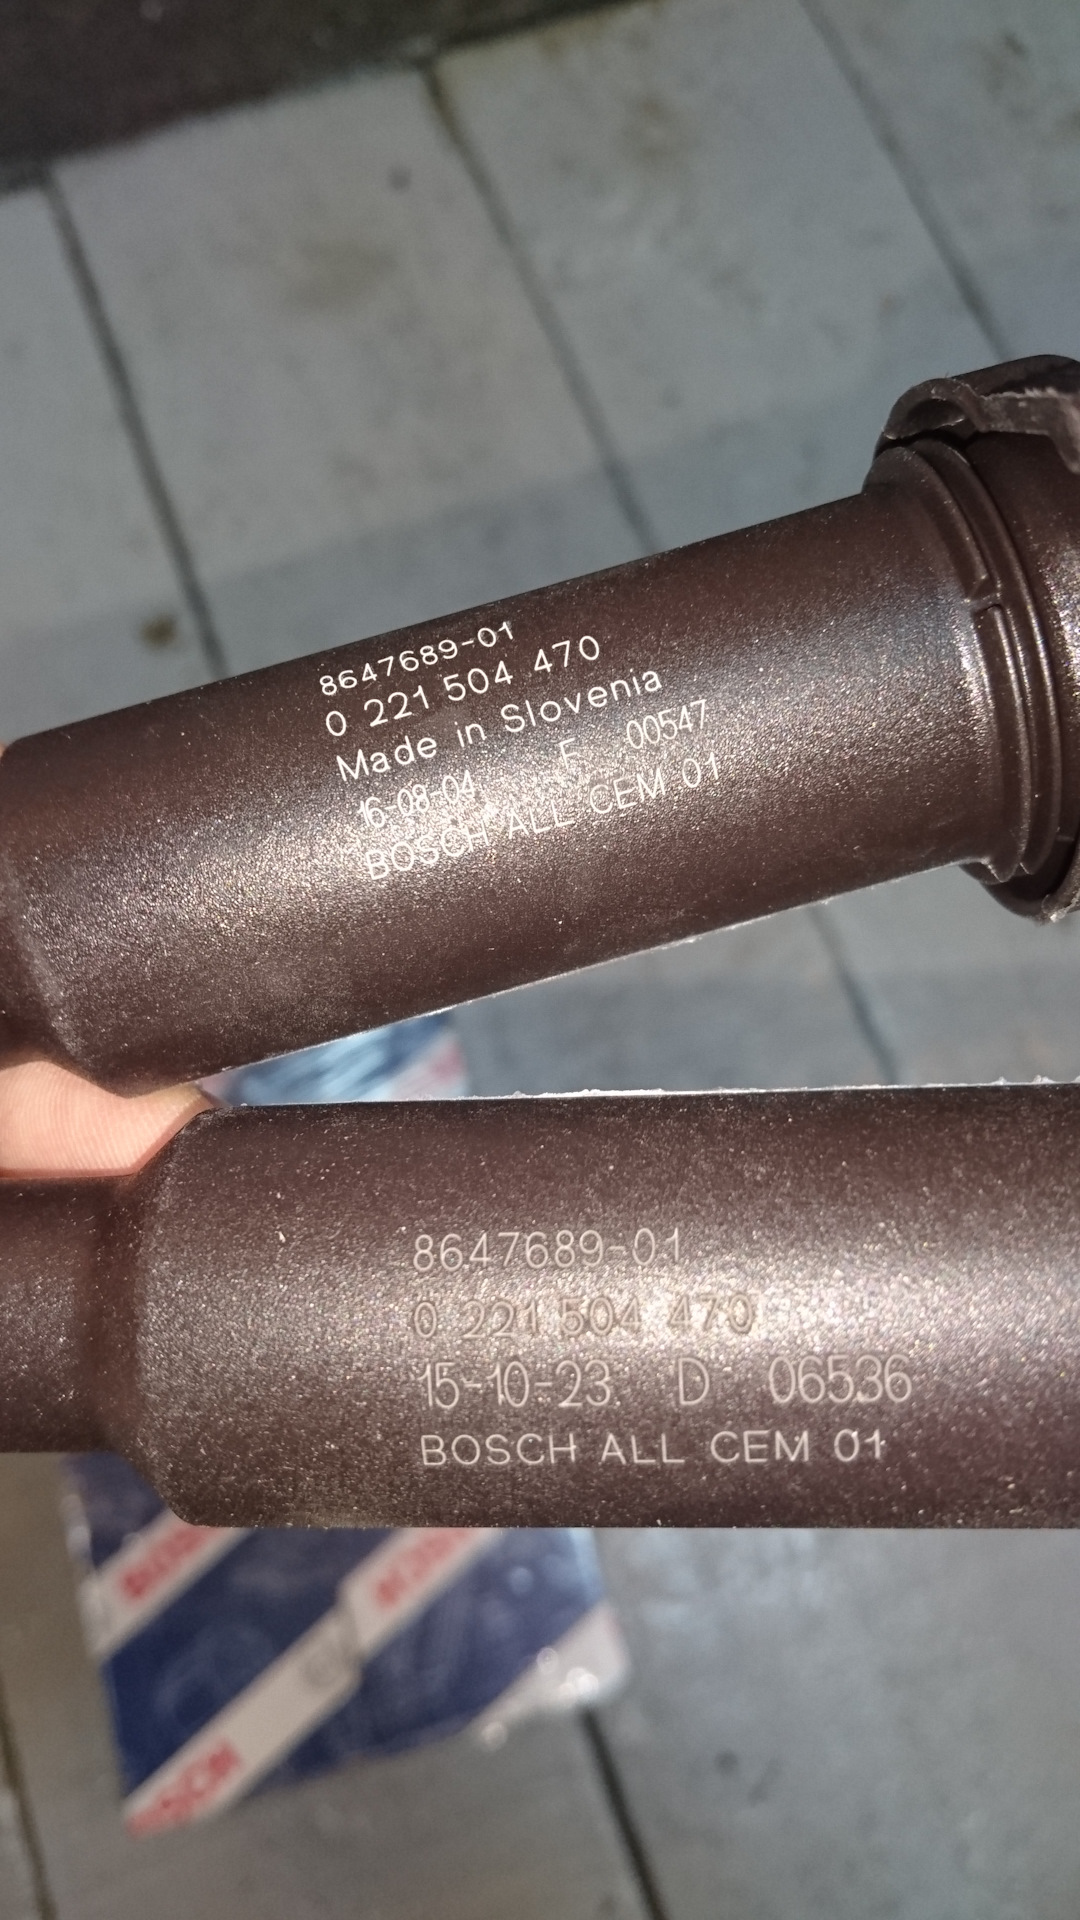 8647689-01
0 221 504 470
Made in Slovenia
16-08-04 F 00547
BOSCH ALL CEM 01
8647689-01
0 221 504 470
15-10-23 D 06536
BOSCH ALL CEM 01
BOSCH